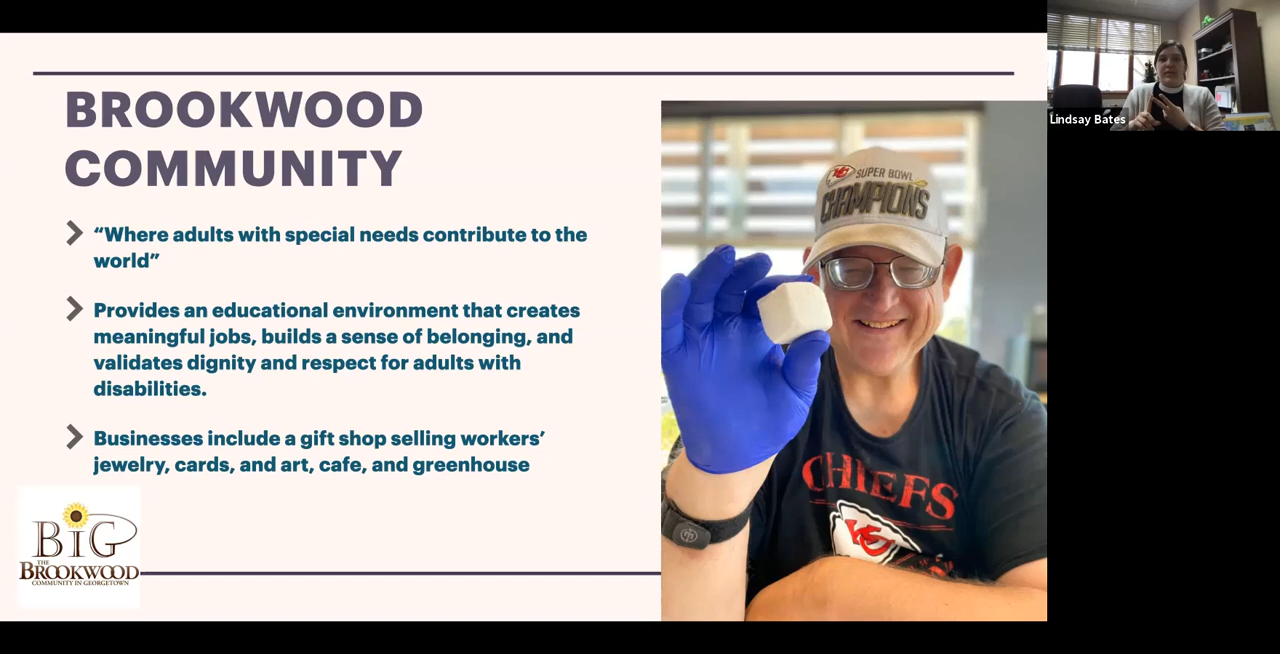 BROOKWOOD
COMMUNITY
“Where adults with special needs contribute to the
world”
Provides an educational environment that creates
meaningful jobs, builds a sense of belonging, and
validates dignity and respect for adults with
disabilities.
Businesses include a gift shop selling workers’
jewelry, cards, and art, cafe, and greenhouse
BiG
THE
BROOKWOOD
COMMUNITY IN GEORGETOWN
SUPER BOWL
CHAMPIONS
CHIEFS
KC
Lindsay Bates